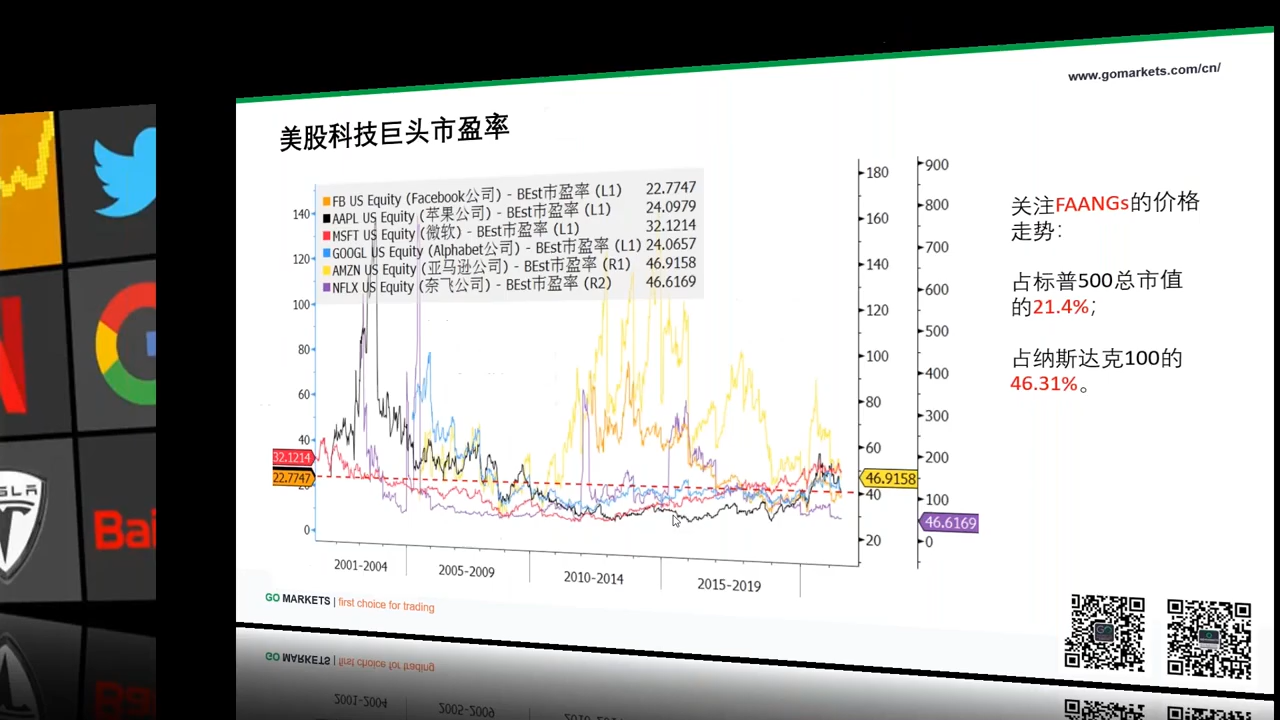 www.gomarkets.com/cn/
美股科技巨头市盈率
FB US Equity (Facebook公司) - BEst市盈率 (L1) 22.7747
AAPL US Equity (苹果公司) - BEst市盈率 (L1) 24.0979
MSFT US Equity (微软) - BEst市盈率 (L1) 32.1214
GOOGL US Equity (Alphabet公司) - BEst市盈率 (L1) 24.0657
AMZN US Equity (亚马逊公司) - BEst市盈率 (R1) 46.9158
NFLX US Equity (奈飞公司) - BEst市盈率 (R2) 46.6169
140
120
100
80
60
40
20
0
32.1214
22.7747
180
160
140
120
100
80
60
40
20
46.9158
900
800
700
600
500
400
300
200
100
0
46.6169
2001-2004
2005-2009
2010-2014
2015-2019
关注FAANGs的价格
走势：
占标普500总市值
的21.4%；
占纳斯达克100的
46.31%。
GO MARKETS | first choice for trading